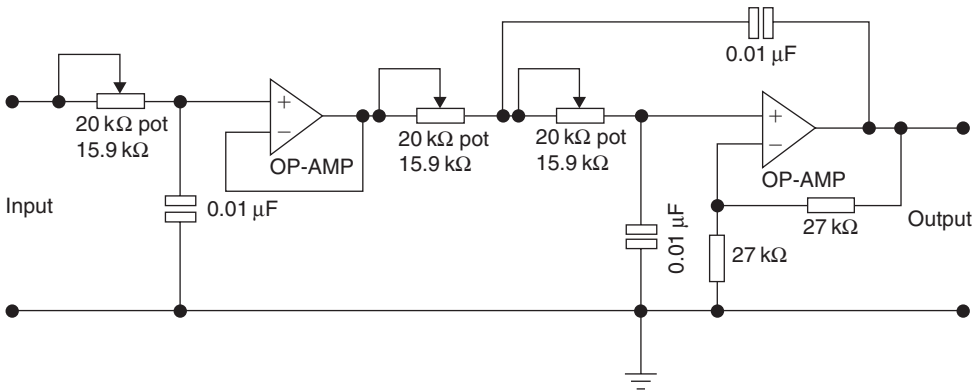 0.01 µF
+
−
OP-AMP
20 kΩ pot
15.9 kΩ
20 kΩ pot
15.9 kΩ
20 kΩ pot
15.9 kΩ
+
−
OP-AMP
Input
0.01 µF
0.01 µF
27 kΩ
27 kΩ
Output